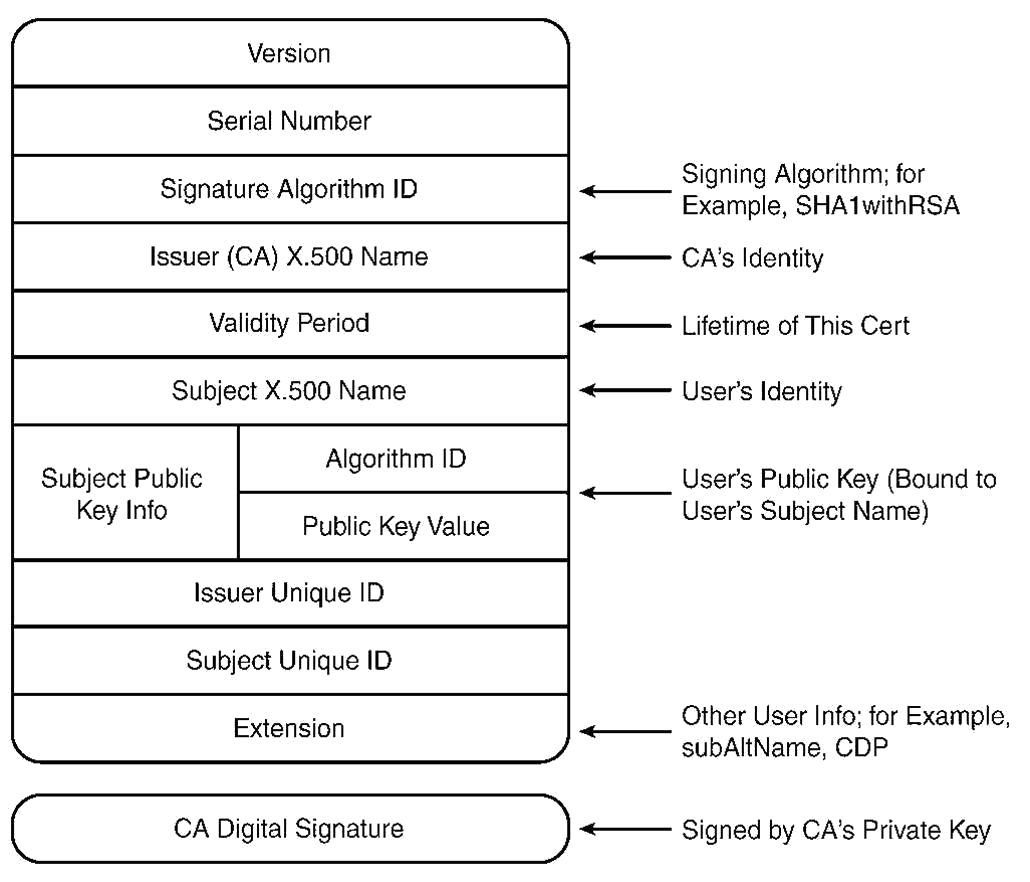 Version
Serial Number
Signature Algorithm ID
Signing Algorithm; for
Example, SHA1withRSA
Issuer (CA) X.500 Name
CA's Identity
Validity Period
Lifetime of This Cert
Subject X.500 Name
User's Identity
Subject Public
Key Info
Algorithm ID
Public Key Value
User's Public Key (Bound to
User's Subject Name)
Issuer Unique ID
Subject Unique ID
Extension
Other User Info; for Example,
subAltName, CDP
CA Digital Signature
Signed by CA's Private Key